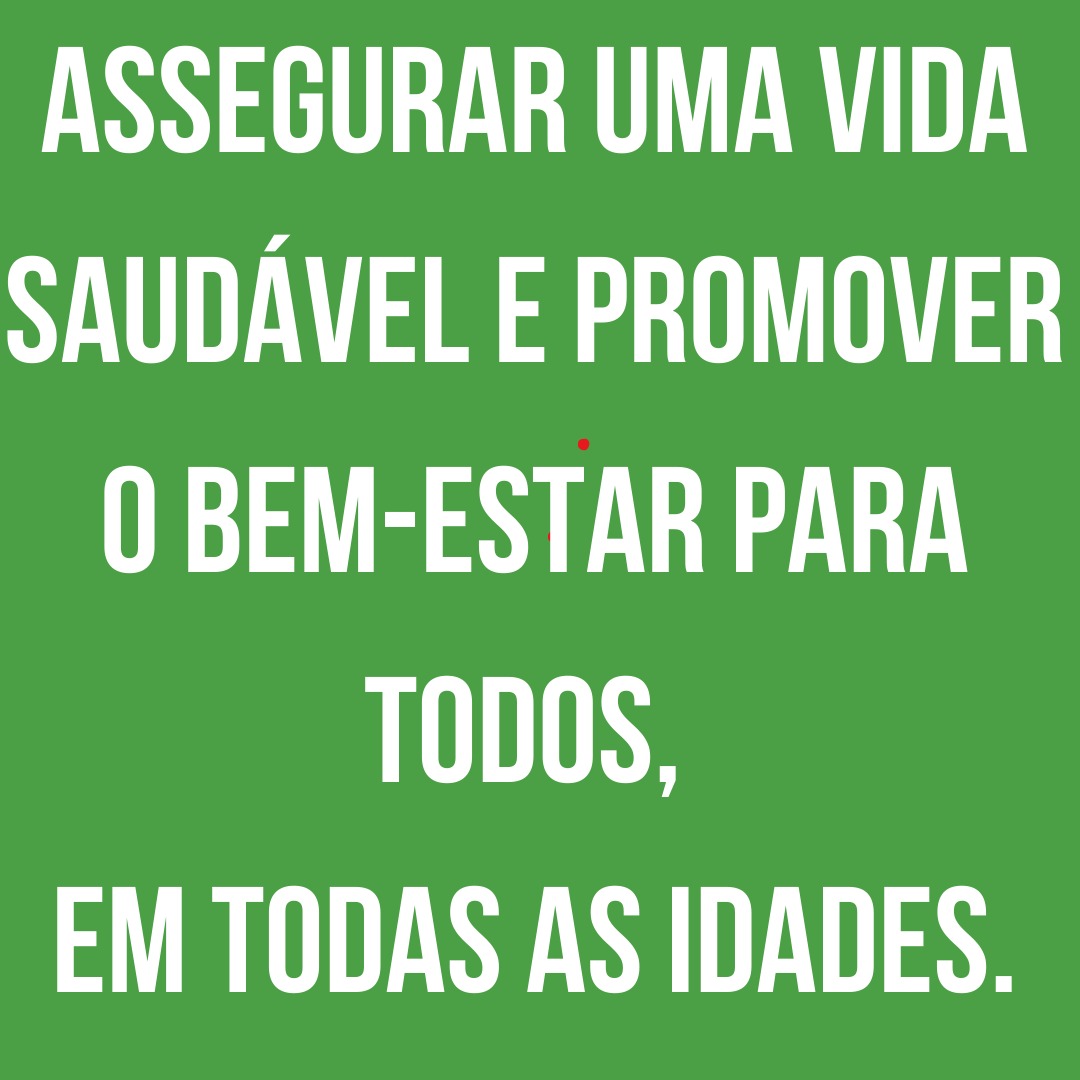 ASSEGURAR UMA VIDA
SAUDÁVEL E PROMOVER
O BEM-ESTAR PARA
TODOS,
EM TODAS AS IDADES.